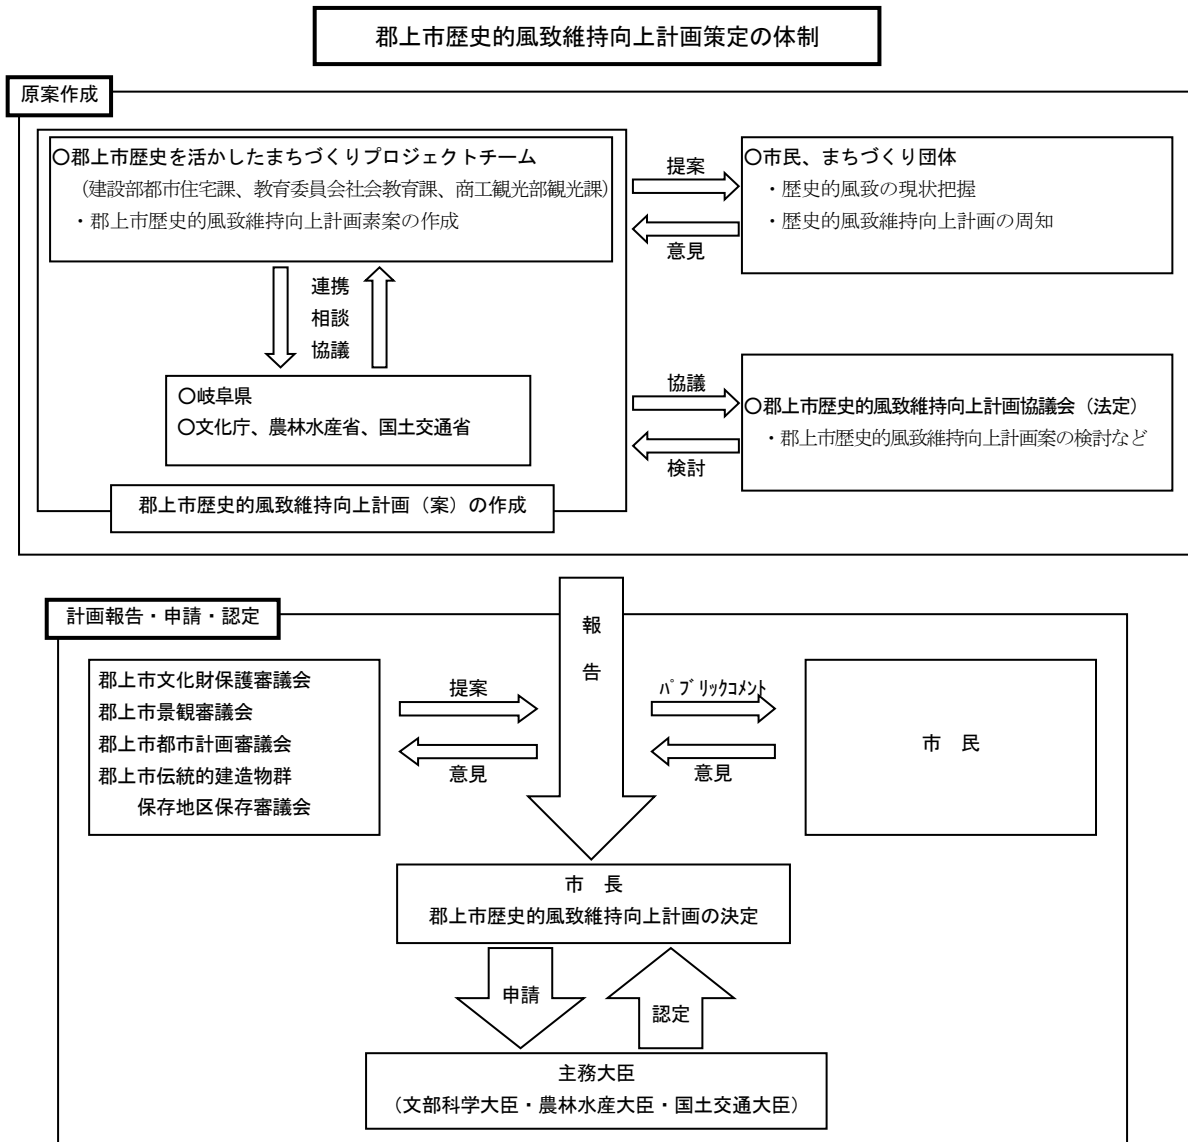 郡上市歴史的風致維持向上計画策定の体制
原案作成
〇郡上市歴史を活かしたまちづくりプロジェクトチーム
（建設部都市住宅課、教育委員会社会教育課、商工観光部観光課）
・郡上市歴史的風致維持向上計画素案の作成
提案
意見
〇市民、まちづくり団体
・歴史的風致の現状把握
・歴史的風致維持向上計画の周知
連携
相談
協議
〇岐阜県
〇文化庁、農林水産省、国土交通省
郡上市歴史的風致維持向上計画（案）の作成
協議
検討
〇郡上市歴史的風致維持向上計画協議会（法定）
・郡上市歴史的風致維持向上計画案の検討など
計画報告・申請・認定
報
告
郡上市文化財保護審議会
郡上市景観審議会
郡上市都市計画審議会
郡上市伝統的建造物群
保存地区保存審議会
提案
意見
ﾊﾟﾌﾞﾘｯｸｺﾒﾝﾄ
意見
市　民
市　長
郡上市歴史的風致維持向上計画の決定
申請
認定
主務大臣
（文部科学大臣・農林水産大臣・国土交通大臣）